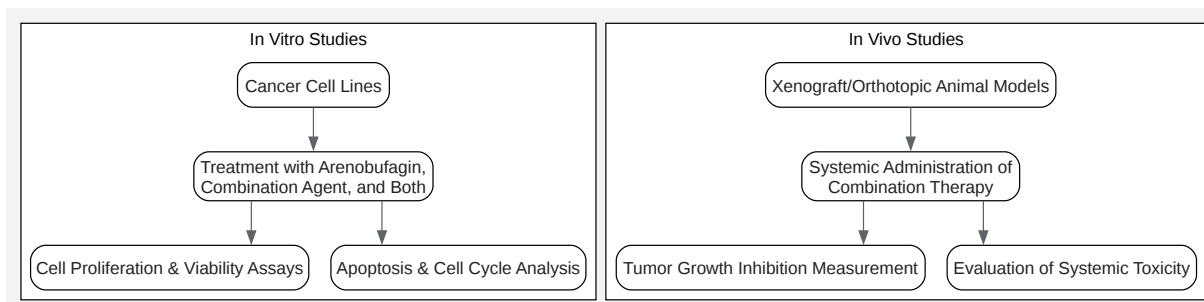 In Vitro Studies
Cancer Cell Lines
Treatment with Arenobufagin,
Combination Agent, and Both
Cell Proliferation & Viability Assays
Apoptosis & Cell Cycle Analysis
In Vivo Studies
Xenograft/Orthotopic Animal Models
Systemic Administration of
Combination Therapy
Tumor Growth Inhibition Measurement
Evaluation of Systemic Toxicity